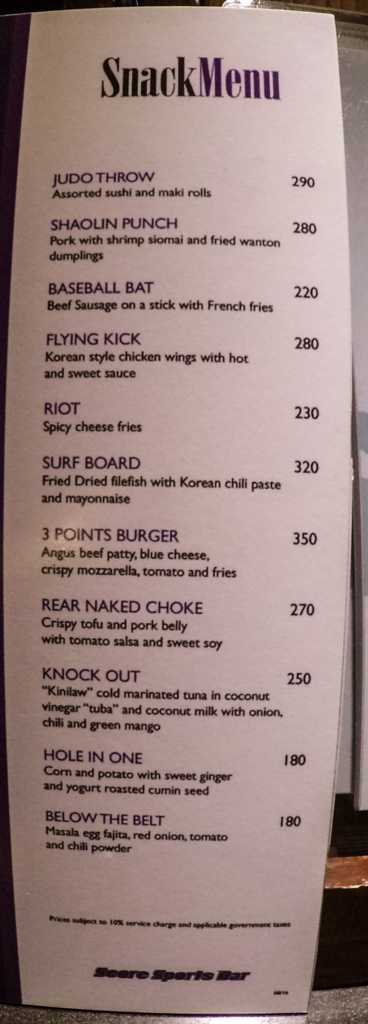 SnackMenu
JUDO THROW 290
Assorted sushi and maki rolls
SHAOLIN PUNCH 280
Pork with shrimp siomai and fried wanton
dumplings
BASEBALL BAT 220
Beef Sausage on a stick with French fries
FLYING KICK 280
Korean style chicken wings with hot
and sweet sauce
RIOT 230
Spicy cheese fries
SURF BOARD 320
Fried Dried filefish with Korean chili paste
and mayonnaise
3 POINTS BURGER 350
Angus beef patty, blue cheese,
crispy mozzarella, tomato and fries
REAR NAKED CHOKE 270
Crispy tofu and pork belly
with tomato salsa and sweet soy
KNOCK OUT 250
"Kinilaw" cold marinated tuna in coconut
vinegar "tuba" and coconut milk with onion,
chili and green mango
HOLE IN ONE 180
Corn and potato with sweet ginger
and yogurt roasted cumin seed
BELOW THE BELT 180
Masala egg fajita, red onion, tomato
and chili powder
Prices subject to 10% service charge and applicable government taxes
Score Sports Bar